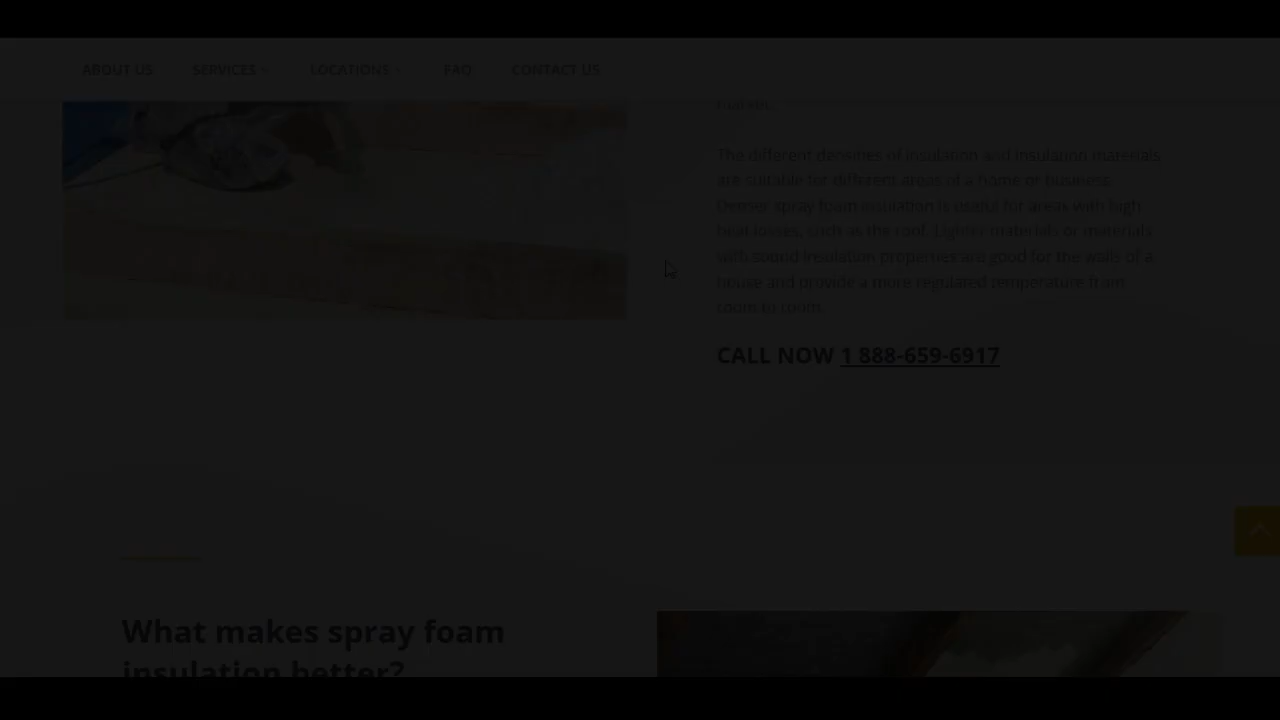 ABOUT US SERVICES LOCATIONS FAQ CONTACT US
The different densities of insulation and insulation materials
are suitable for different areas of a home or business.
Denser spray foam insulation is useful for areas with high
heat losses, such as the roof. Lighter materials or materials
with sound insulation properties are good for the walls of a
house and provide a more regulated temperature from
room to room.
CALL NOW 1 888-659-6917
What makes spray foam
insulation better?